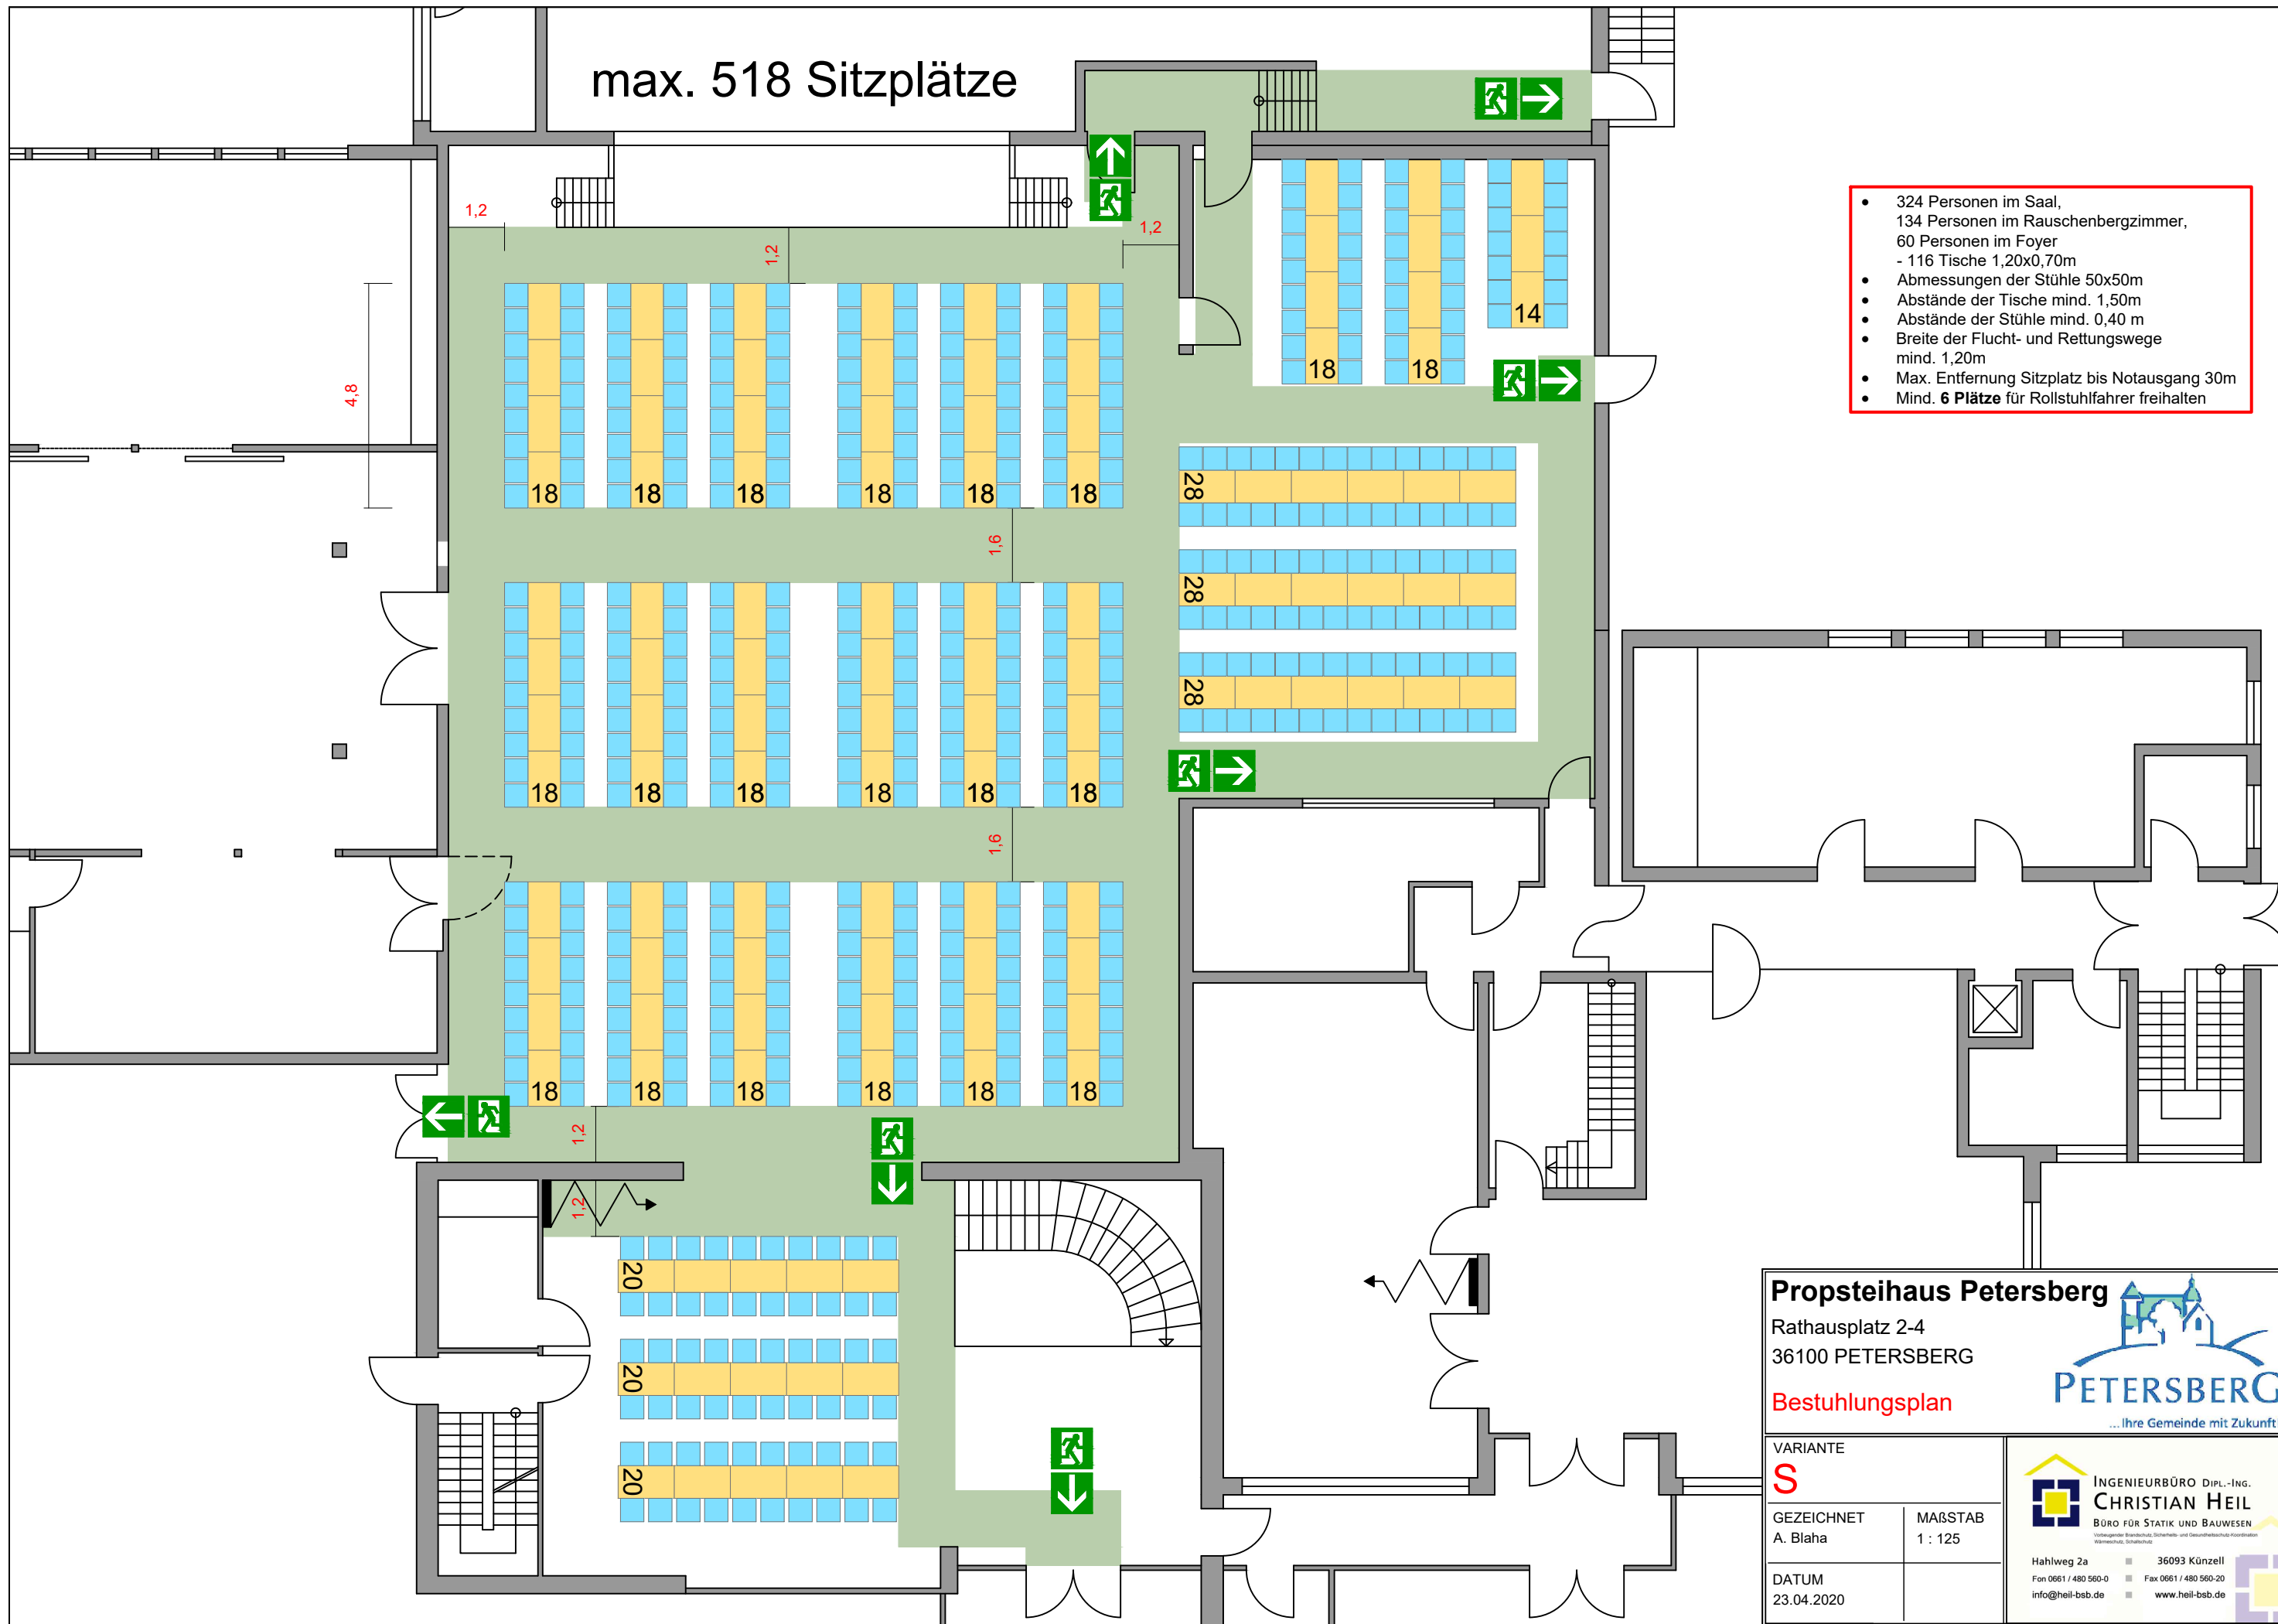 max. 518 Sitzplätze
1,2
1,2
1,2
4,8
• 324 Personen im Saal,
134 Personen im Rauschenbergzimmer,
60 Personen im Foyer
- 116 Tische 1,20x0,70m
• Abmessungen der Stühle 50x50m
• Abstände der Tische mind. 1,50m
• Abstände der Stühle mind. 0,40 m
• Breite der Flucht- und Rettungswege
mind. 1,20m
• Max. Entfernung Sitzplatz bis Notausgang 30m
• Mind. 6 Plätze für Rollstuhlfahrer freihalten
14
18 18
18 18 18 18 18 18
28
1,6
28
28
18 18 18 18 18 18
1,6
18 18 18 18 18 18
1,2
1,2
20
20
20
Propsteihaus Petersberg
Rathausplatz 2-4
36100 PETERSBERG
Bestuhlungsplan
PETERSBERG
...Ihre Gemeinde mit Zukunft
VARIANTE
S
GEZEICHNET
A. Blaha
MAßSTAB
1 : 125
DATUM
23.04.2020
INGENIEURBÜRO DIPL.-ING.
CHRISTIAN HEIL
BÜRO FÜR STATIK UND BAUWESEN
Vorbeugender Brandschutz, Sicherheits- und Gesundheitsschutz-Koordination
Wärmeschutz, Schallschutz
Hahlweg 2a 36093 Künzell
Fon 0661 / 480 560-0 Fax 0661 / 480 560-20
info@heil-bsb.de www.heil-bsb.de